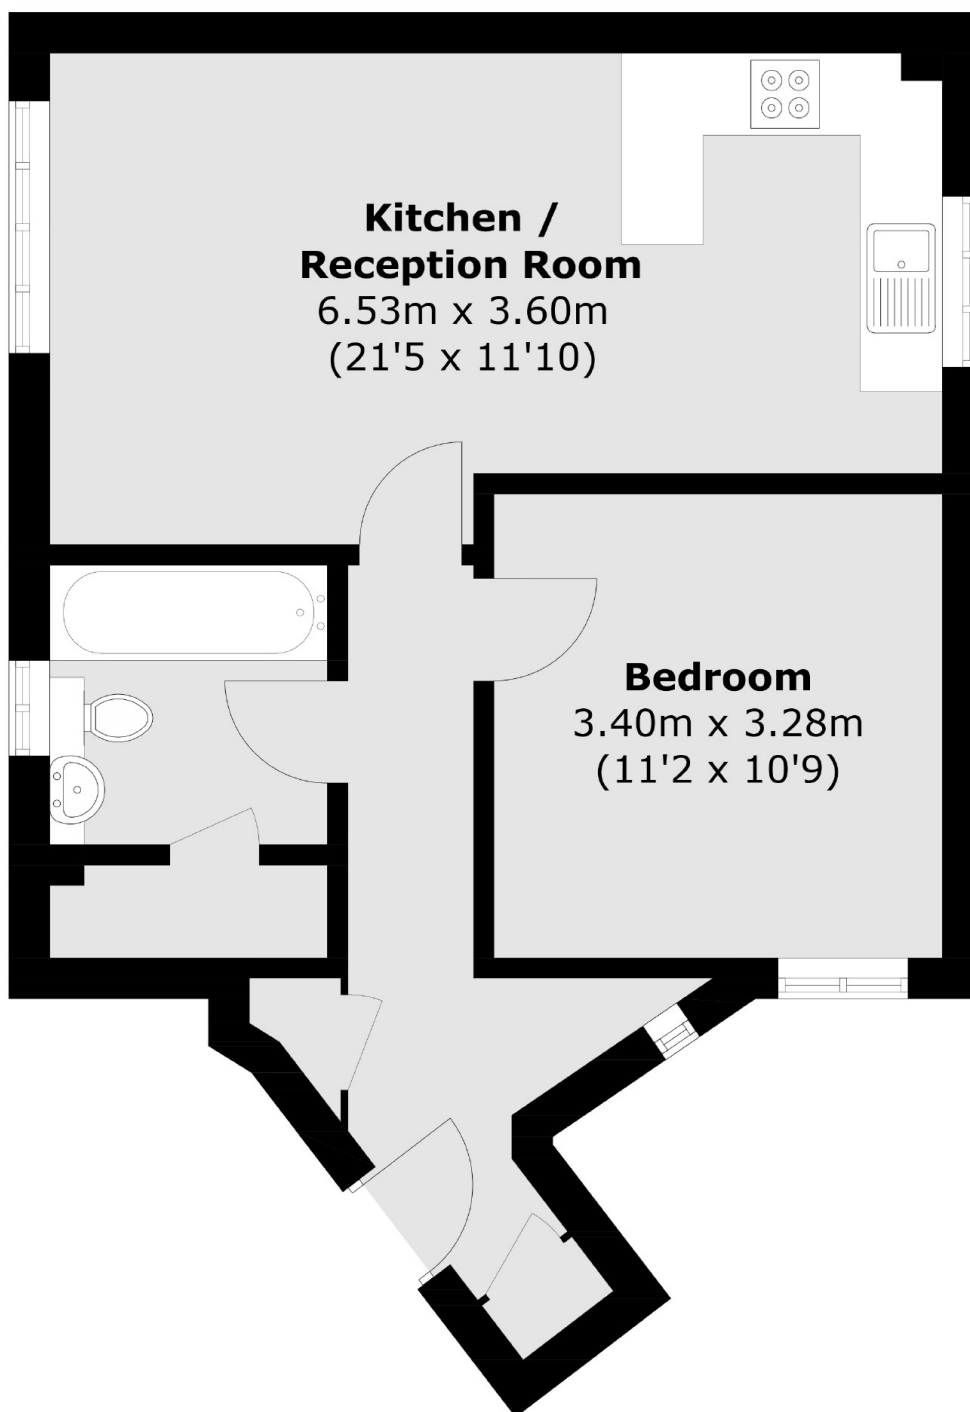 Kitchen /
Reception Room
6.53m x 3.60m
(21'5 x 11'10)
Bedroom
3.40m x 3.28m
(11'2 x 10'9)